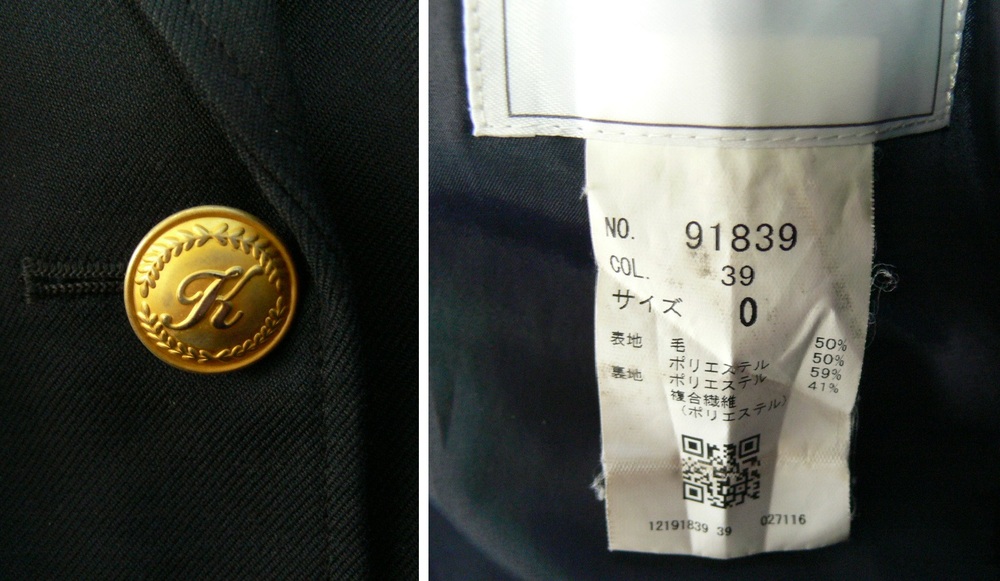 K
NO. 91839
COL. 39
サイズ 0
表地 毛 50%
ポリエステル 50%
裏地 ポリエステル 59%
複合繊維 41%
(ポリエステル)
12191839 39 027116